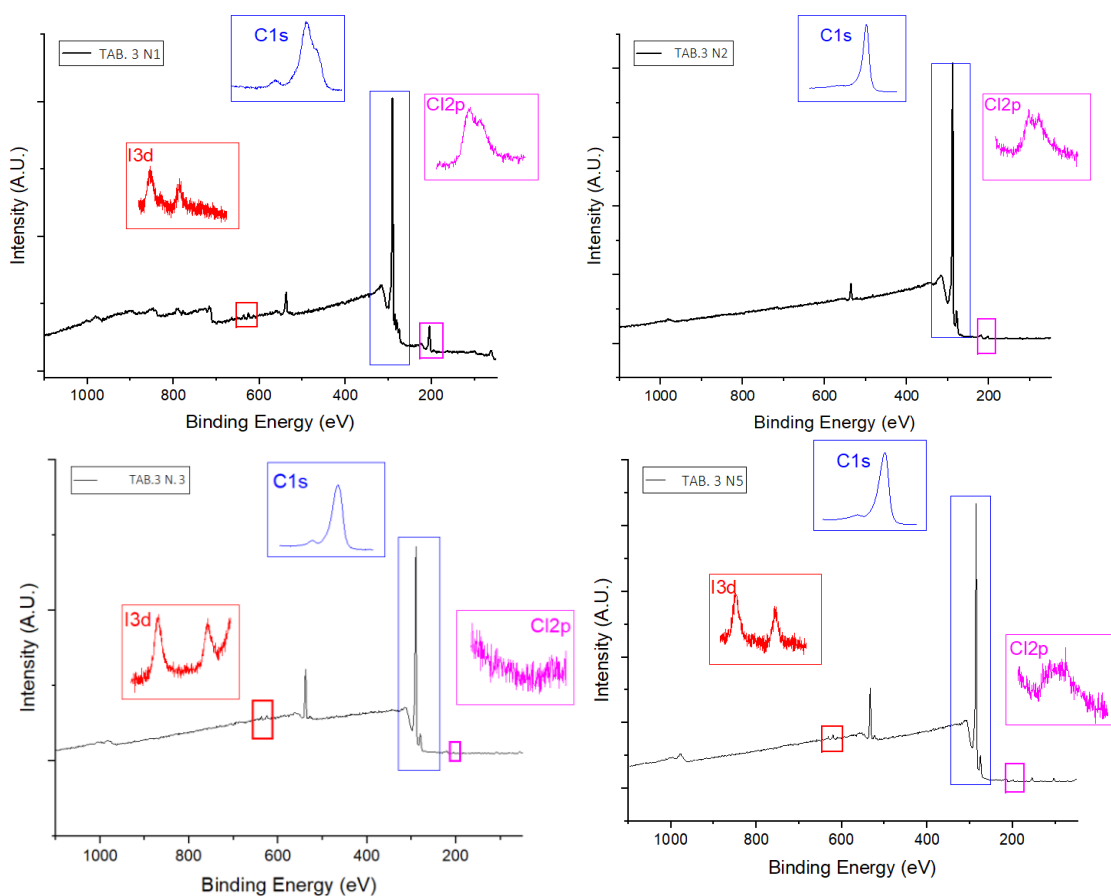 TAB. 3 N1
C1s
Cl2p
I3d
Intensity (A.U.)
1000 800 600 400 200
Binding Energy (eV)
TAB.3 N2
C1s
Cl2p
Intensity (A.U.)
1000 800 600 400 200
Binding Energy (eV)
TAB.3 N. 3
C1s
I3d
Cl2p
Intensity (A.U.)
1000 800 600 400 200
Binding Energy (eV)
TAB. 3 N5
C1s
I3d
Cl2p
Intensity (A.U.)
1000 800 600 400 200
Binding Energy (eV)